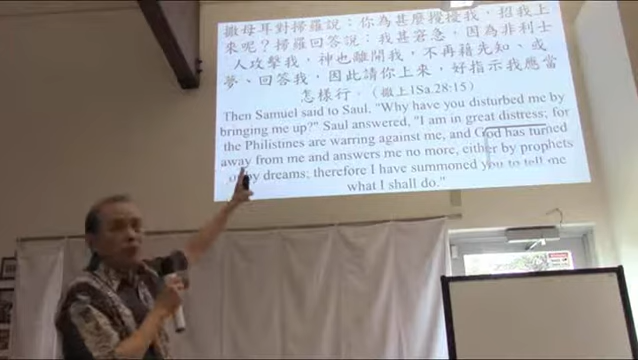 撒母耳對掃羅說：你為甚麼攪擾我，招我上
來呢？掃羅回答說：我甚窘急，因為非利士
人攻擊我，神也離開我，不再藉先知、或
夢、回答我，因此請你上來，好指示我應當
怎樣行。（撒上1Sa.28:15）
Then Samuel said to Saul, "Why have you disturbed me by
bringing me up?" Saul answered, "I am in great distress; for
the Philistines are warring against me, and God has turned
away from me and answers me no more, either by prophets
or by dreams; therefore I have summoned you to tell me
what I shall do."